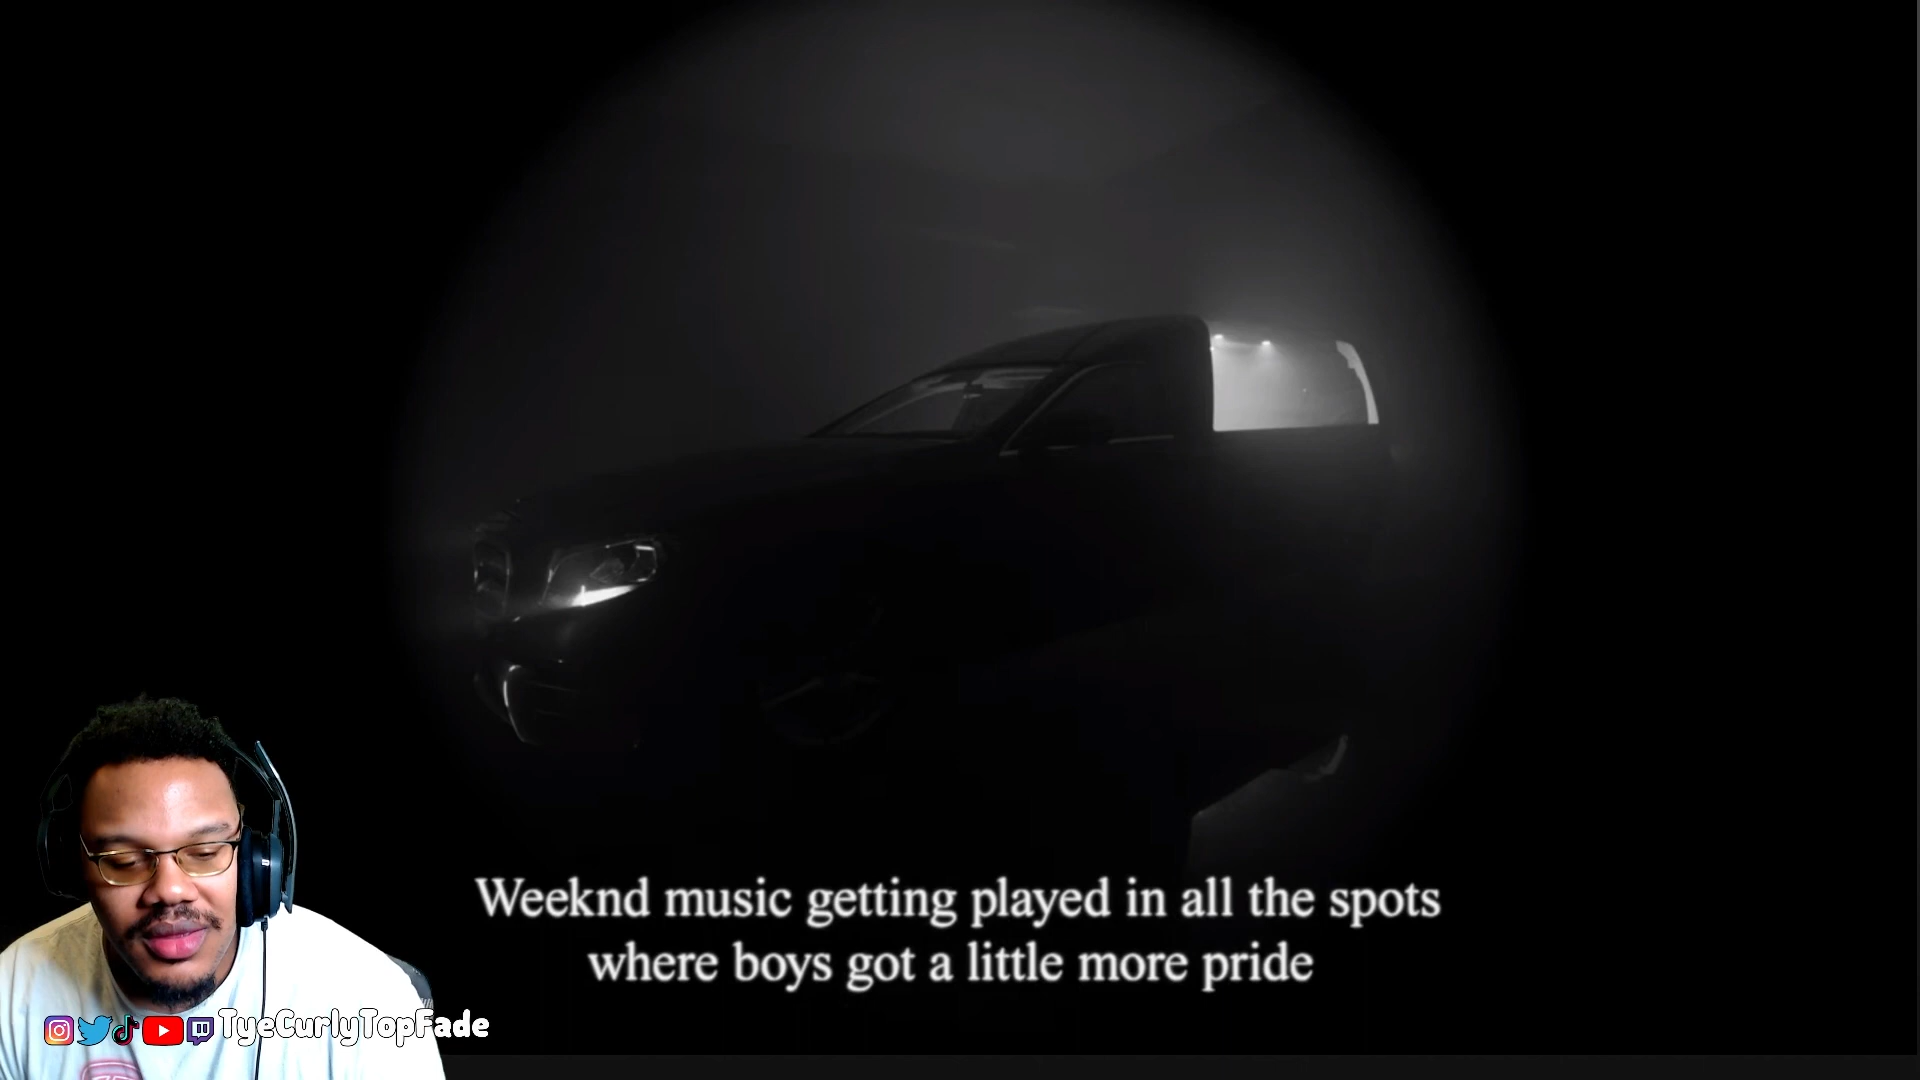 Weeknd music getting played in all the spots
where boys got a little more pride
TyeCurlyTopFade